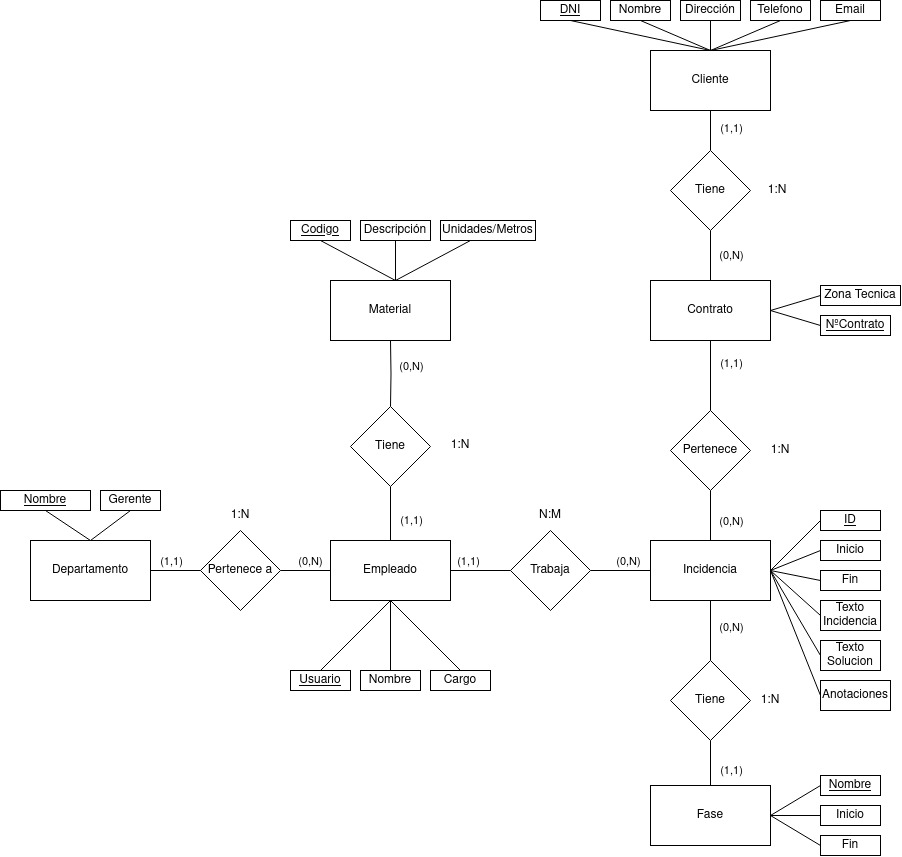 DNI
Nombre
Dirección
Telefono
Email
Cliente
(1,1)
Tiene
1:N
(0,N)
Codigo
Descripción
Unidades/Metros
Material
Contrato
Zona Tecnica
NºContrato
(0,N)
(1,1)
Tiene
1:N
Pertenece
1:N
Nombre
Gerente
1:N
(1,1)
N:M
(0,N)
Departamento
(1,1)
Pertenece a
(0,N)
Empleado
(1,1)
Trabaja
(0,N)
Incidencia
ID
Inicio
Fin
Texto
Incidencia
Texto
Solucion
Anotaciones
(0,N)
Usuario
Nombre
Cargo
Tiene
1:N
(1,1)
Fase
Nombre
Inicio
Fin